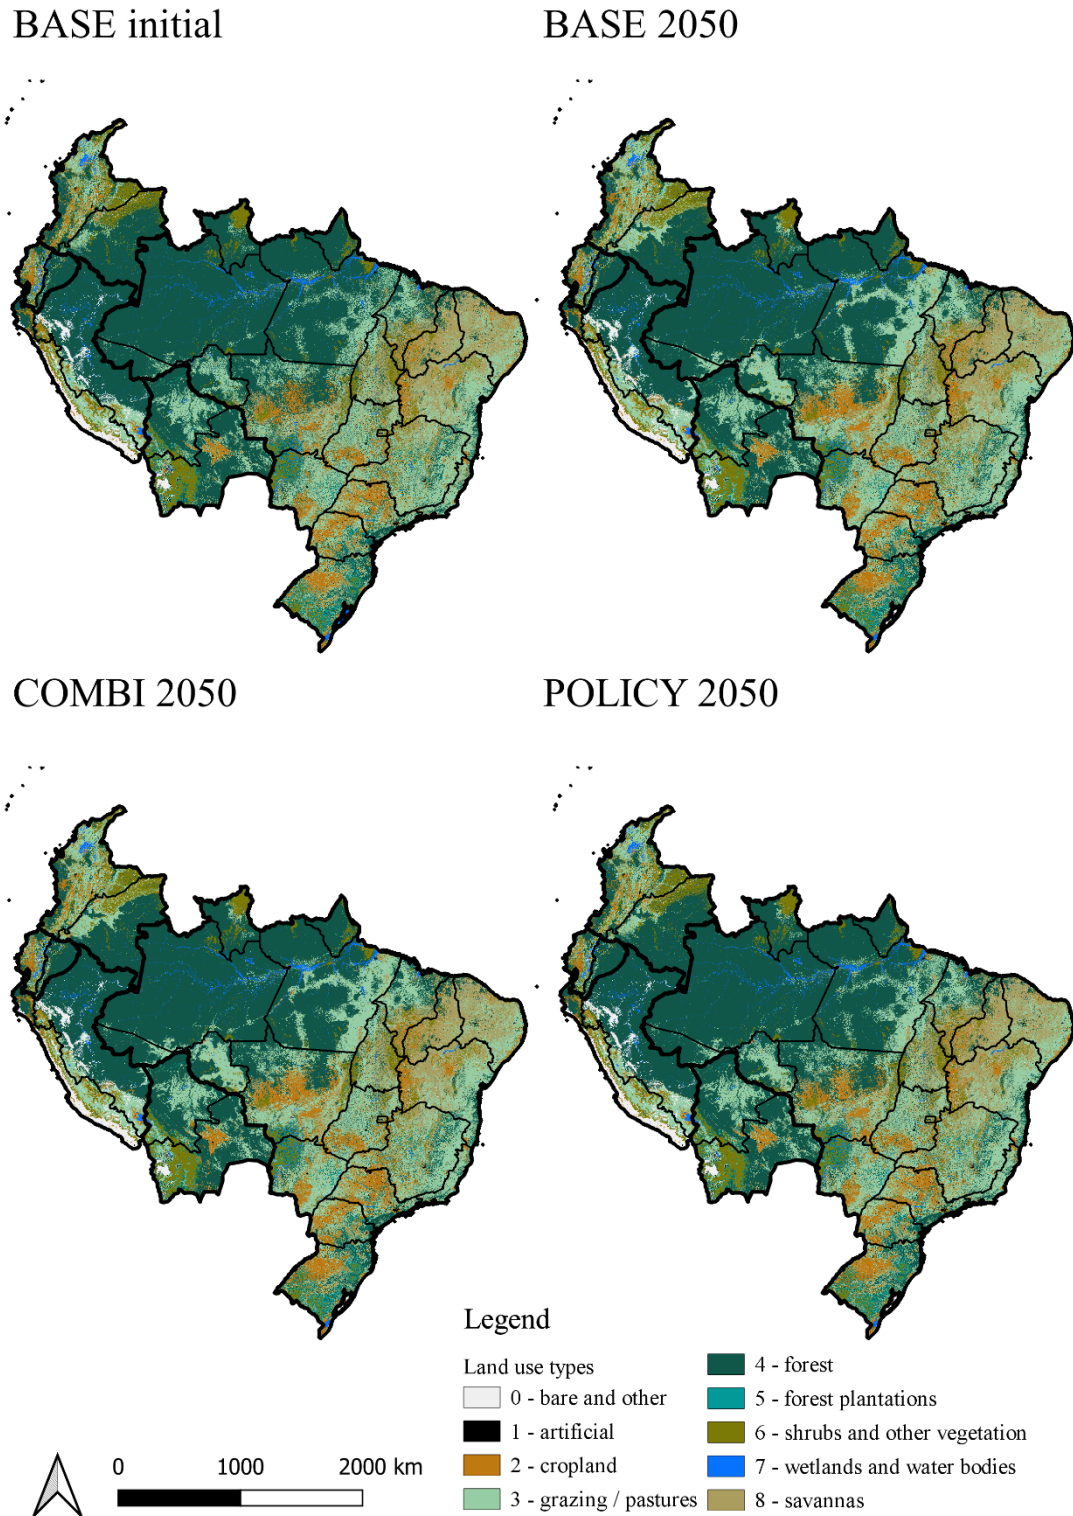 BASE initial
BASE 2050
COMBI 2050
POLICY 2050
Legend
Land use types
0 - bare and other
1 - artificial
2 - cropland
3 - grazing / pastures
4 - forest
5 - forest plantations
6 - shrubs and other vegetation
7 - wetlands and water bodies
8 - savannas
0 1000 2000 km